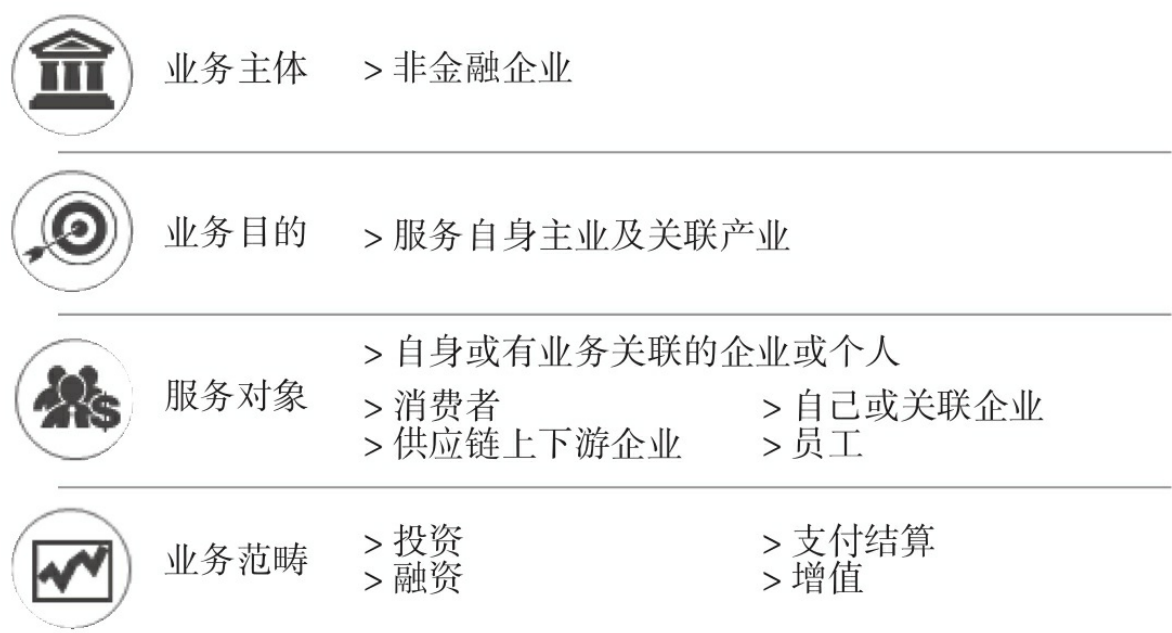 业务主体 > 非金融企业
业务目的 > 服务自身主业及关联产业
服务对象
> 自身或有业务关联的企业或个人
> 消费者 > 自己或关联企业
> 供应链上下游企业 > 员工
业务范畴
> 投资 > 支付结算
> 融资 > 增值